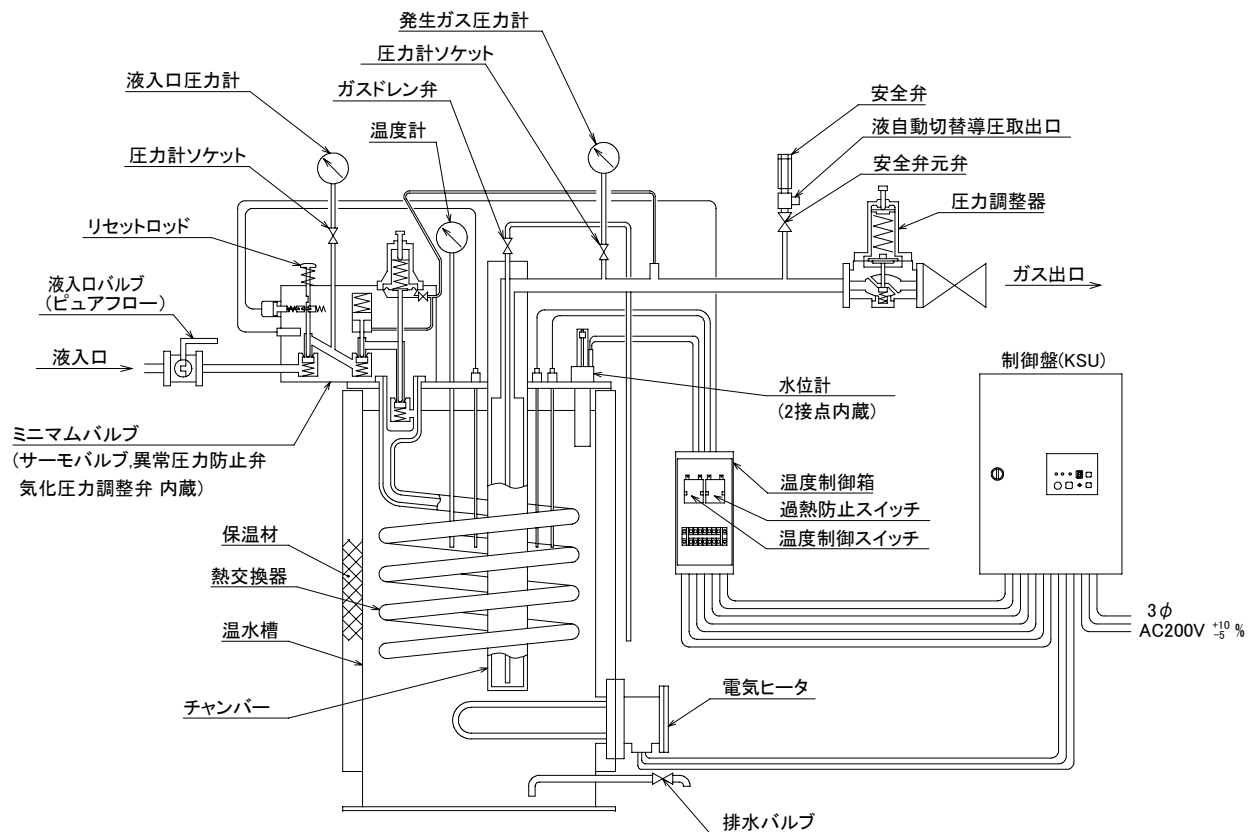 発生ガス圧力計
圧力計ソケット
液入口圧力計
ガスドレン弁
安全弁
液自動切替導圧取出口
温度計
圧力計ソケット
安全弁元弁
圧力調整器
リセットロッド
液入口バルブ
(ピュアフロー)
ガス出口
液入口
制御盤(KSU)
水位計
(2接点内蔵)
ミニマムバルブ
(サーモバルブ,異常圧力防止弁
気化圧力調整弁 内蔵)
温度制御箱
過熱防止スイッチ
温度制御スイッチ
保温材
熱交換器
温水槽
3φ
AC200V +10 -5 %
電気ヒータ
チャンバー
排水バルブ